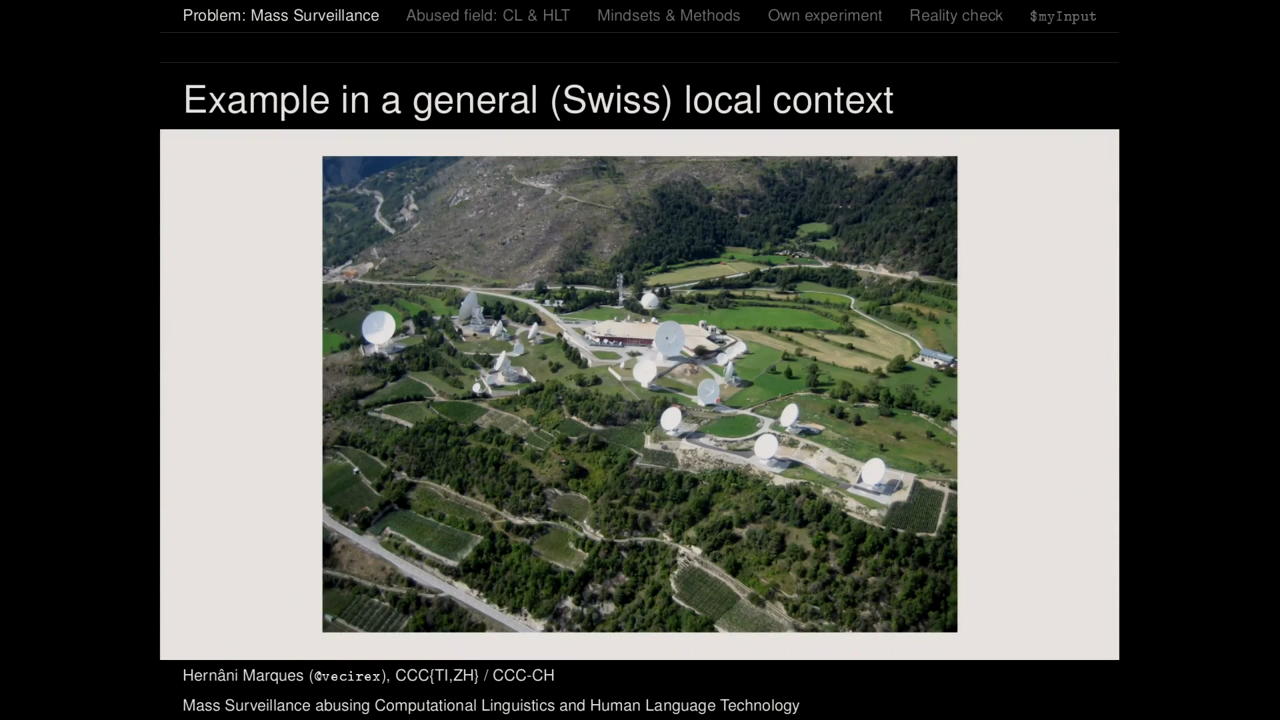 Problem: Mass Surveillance Abused field: CL & HLT Mindsets & Methods Own experiment Reality check $myInput
Example in a general (Swiss) local context
Hernâni Marques (@vecirex), CCC{TI,ZH} / CCC-CH
Mass Surveillance abusing Computational Linguistics and Human Language Technology